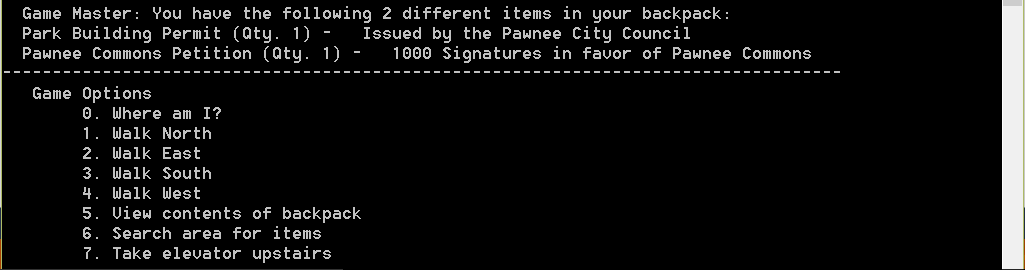 Game Master: You have the following 2 different items in your backpack:
Park Building Permit (Qty. 1) -   Issued by the Pawnee City Council
Pawnee Commons Petition (Qty. 1) -   1000 Signatures in favor of Pawnee Commons
------------------------------------------------------------------------------------
Game Options
0. Where am I?
1. Walk North
2. Walk East
3. Walk South
4. Walk West
5. View contents of backpack
6. Search area for items
7. Take elevator upstairs